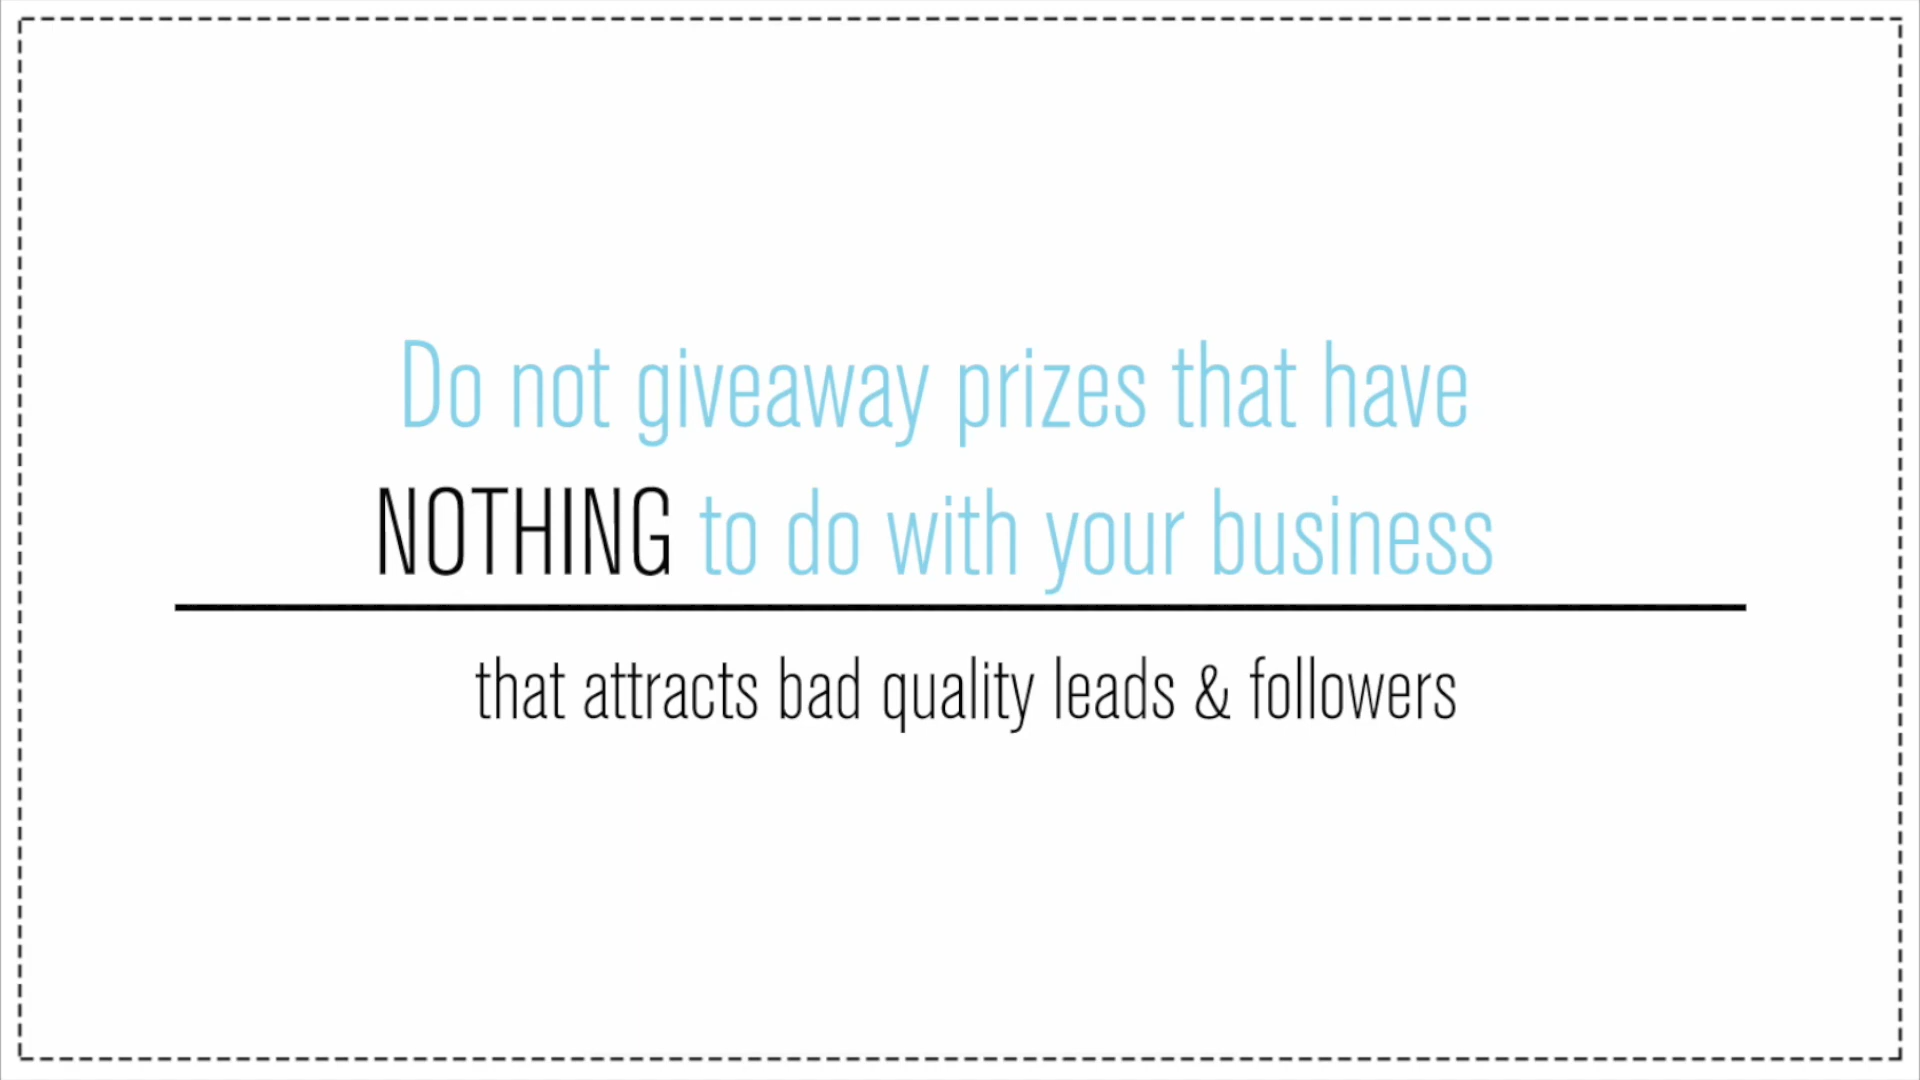 Do not giveaway prizes that have
NOTHING to do with your business
that attracts bad quality leads & followers